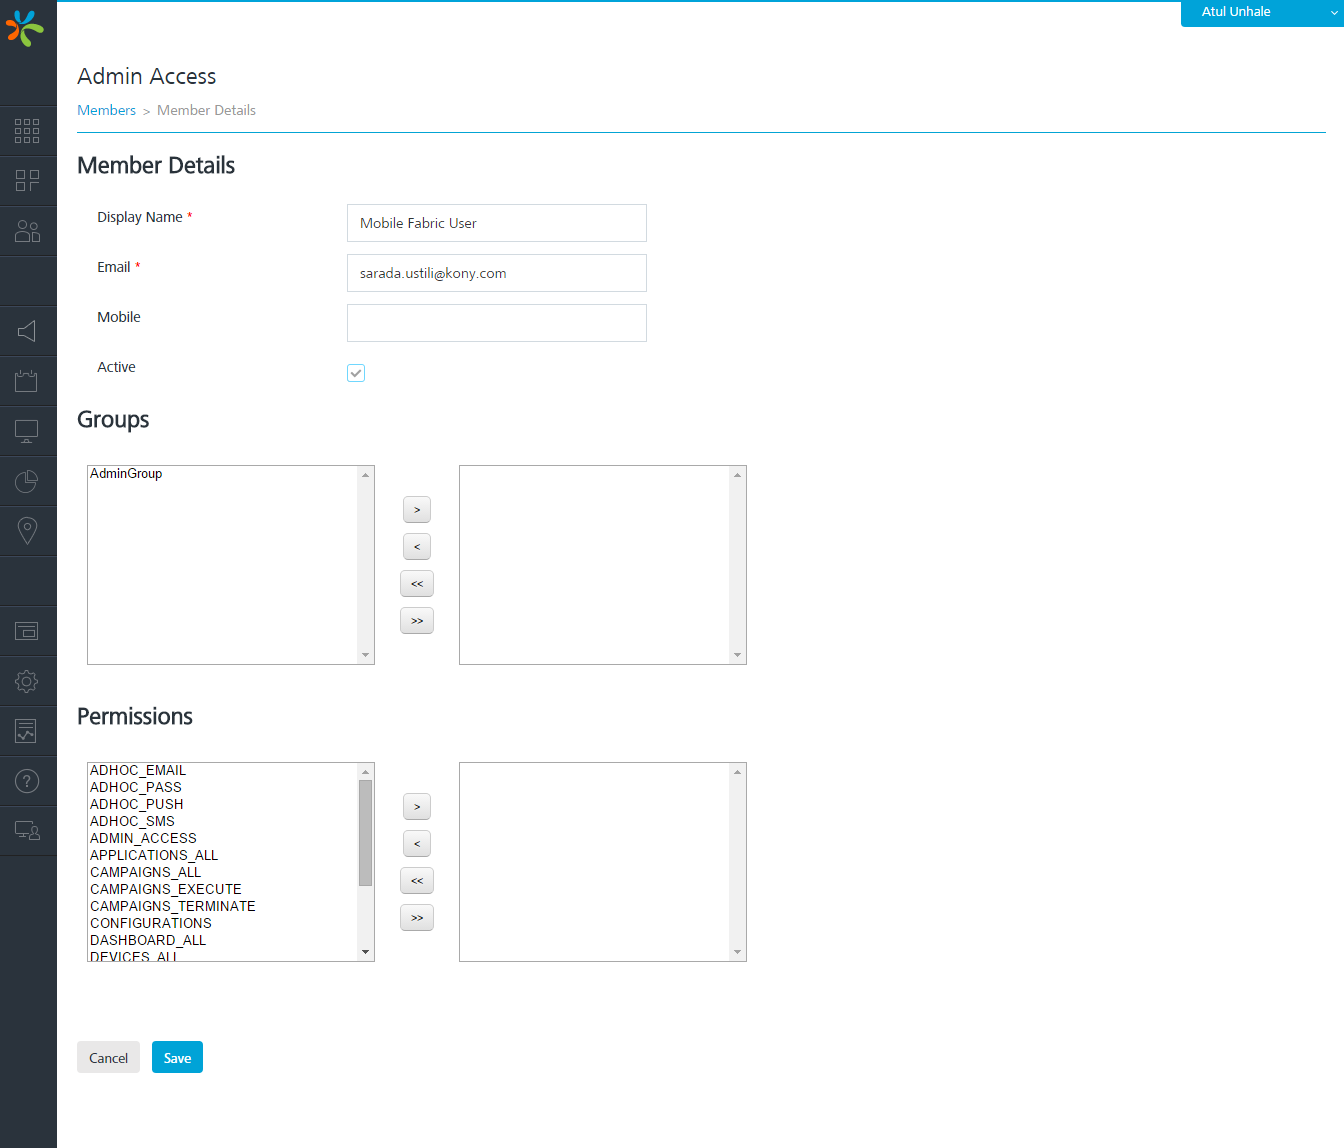 Atul Unhale
Admin Access
Members > Member Details
Member Details
Display Name *
Mobile Fabric User
Email *
sarada.ustili@kony.com
Mobile
Active
Groups
AdminGroup
>
<
<<
>>
Permissions
ADHOC_EMAIL
ADHOC_PASS
ADHOC_PUSH
ADHOC_SMS
ADMIN_ACCESS
APPLICATIONS_ALL
CAMPAIGNS_ALL
CAMPAIGNS_EXECUTE
CAMPAIGNS_TERMINATE
CONFIGURATIONS
DASHBOARD_ALL
DEVICES_ALL
>
<
<<
>>
Cancel
Save